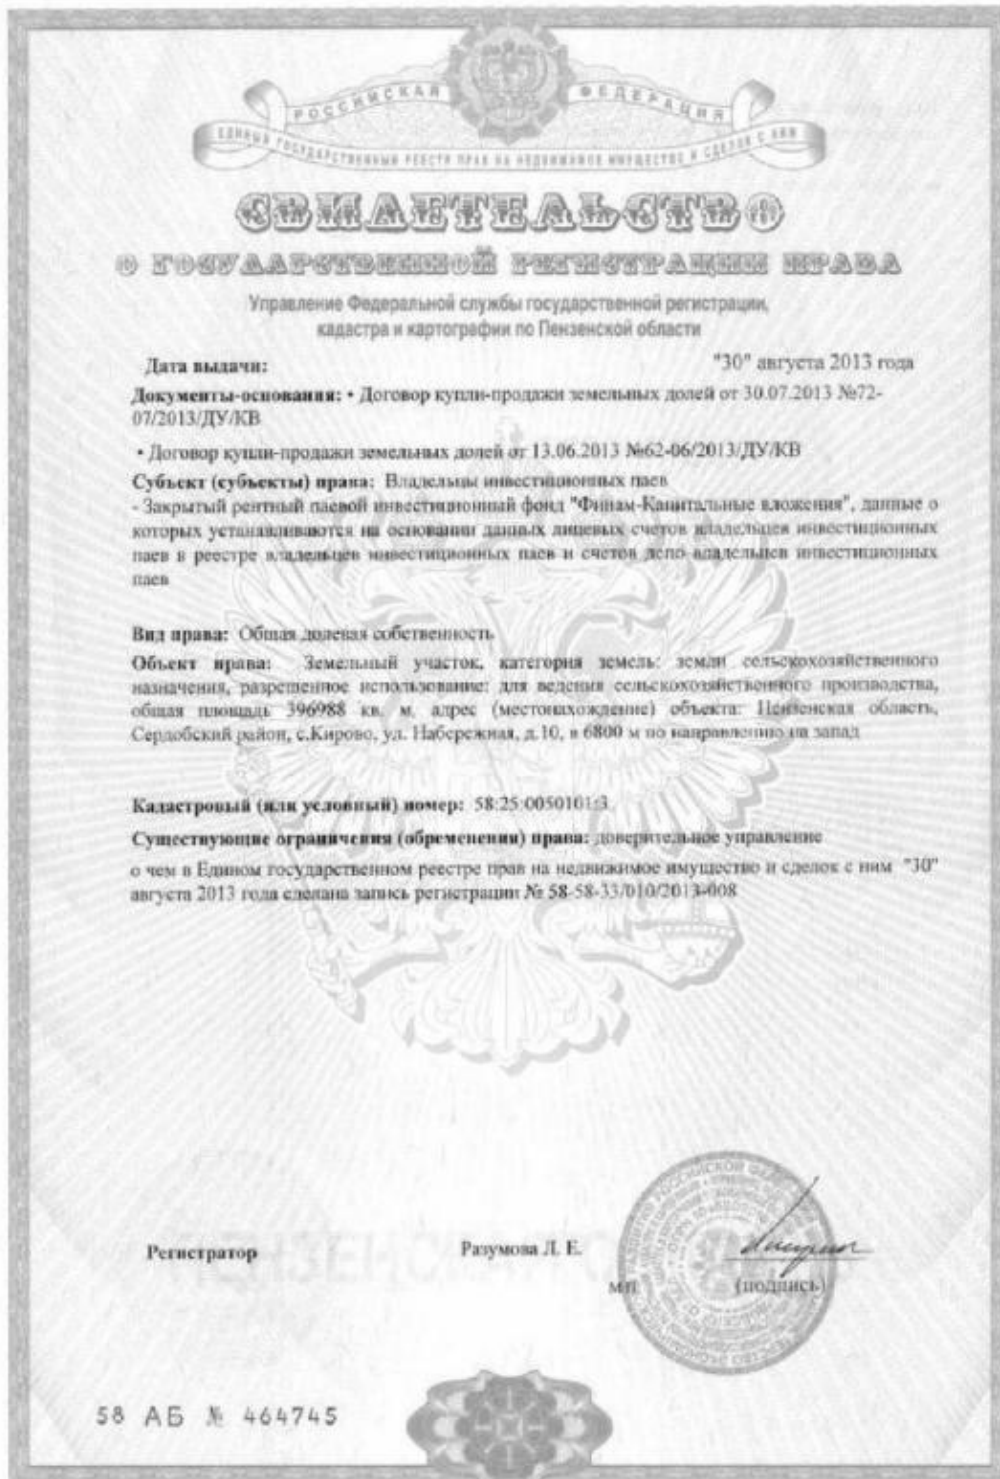 РОССИЙСКАЯ ФЕДЕРАЦИЯ
ЕДИНЫЙ ГОСУДАРСТВЕННЫЙ РЕЕСТР ПРАВ НА НЕДВИЖИМОЕ ИМУЩЕСТВО И СДЕЛОК С НИМ
СВИДЕТЕЛЬСТВО
О ГОСУДАРСТВЕННОЙ РЕГИСТРАЦИИ ПРАВА
Управление Федеральной службы государственной регистрации,
кадастра и картографии по Пензенской области
Дата выдачи: "30" августа 2013 года
Документы-основания: • Договор купли-продажи земельных долей от 30.07.2013 №72-
07/2013/ДУ/КВ
• Договор купли-продажи земельных долей от 13.06.2013 №62-06/2013/ДУ/КВ
Субъект (субъекты) права: Владельцы инвестиционных паев
- Закрытый рентный паевой инвестиционный фонд "Финам-Капитальные вложения", данные о
которых устанавливаются на основании данных лицевых счетов владельцев инвестиционных
паев в реестре владельцев инвестиционных паев и счетов депо владельцев инвестиционных
паев
Вид права: Общая долевая собственность
Объект права: Земельный участок, категория земель: земли сельскохозяйственного
назначения, разрешенное использование: для ведения сельскохозяйственного производства,
общая площадь 396988 кв. м, адрес (местонахождение) объекта: Пензенская область,
Сердобский район, с.Кирово, ул. Набережная, д.10, в 6800 м по направлению на запад
Кадастровый (или условный) номер: 58:25:0050101:3
Существующие ограничения (обременения) права: доверительное управление
о чем в Едином государственном реестре прав на недвижимое имущество и сделок с ним "30"
августа 2013 года сделана запись регистрации № 58-58-33/010/2013-008
Регистратор Разумова Л. Е.
м.п. (подпись)
58 АБ № 464745